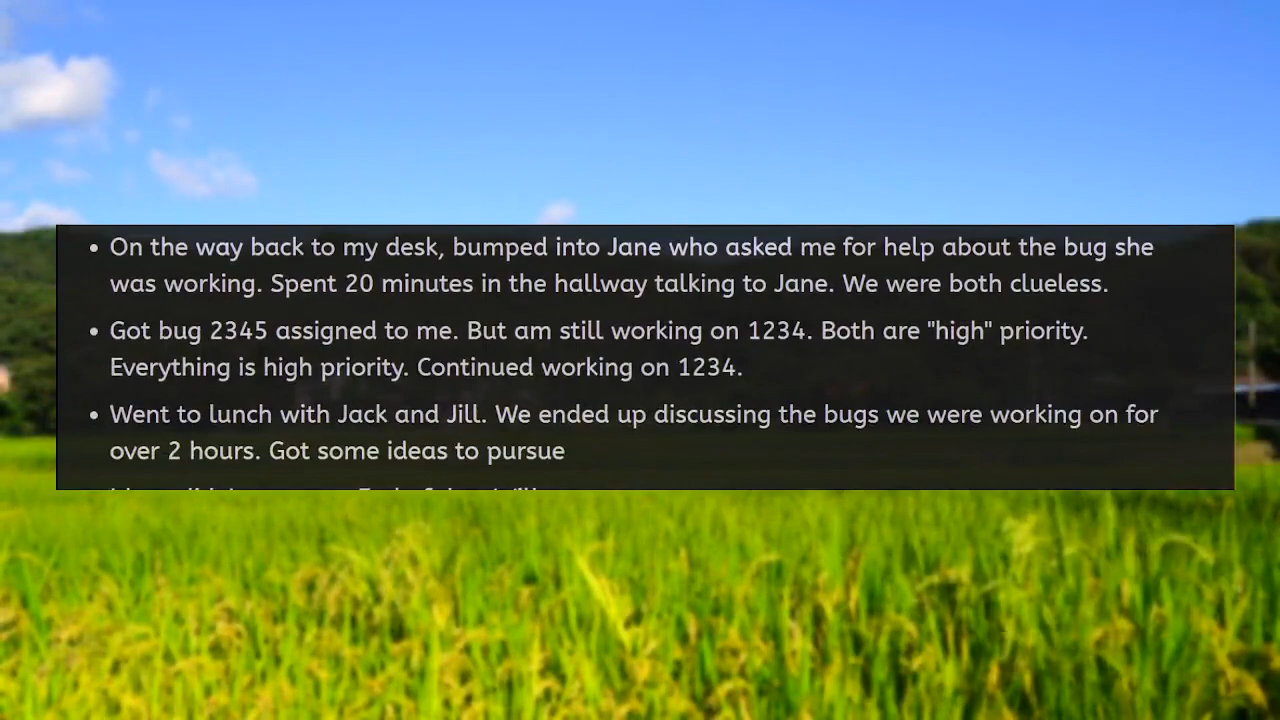 • On the way back to my desk, bumped into Jane who asked me for help about the bug she
was working. Spent 20 minutes in the hallway talking to Jane. We were both clueless.
• Got bug 2345 assigned to me. But am still working on 1234. Both are "high" priority.
Everything is high priority. Continued working on 1234.
• Went to lunch with Jack and Jill. We ended up discussing the bugs we were working on for
over 2 hours. Got some ideas to pursue